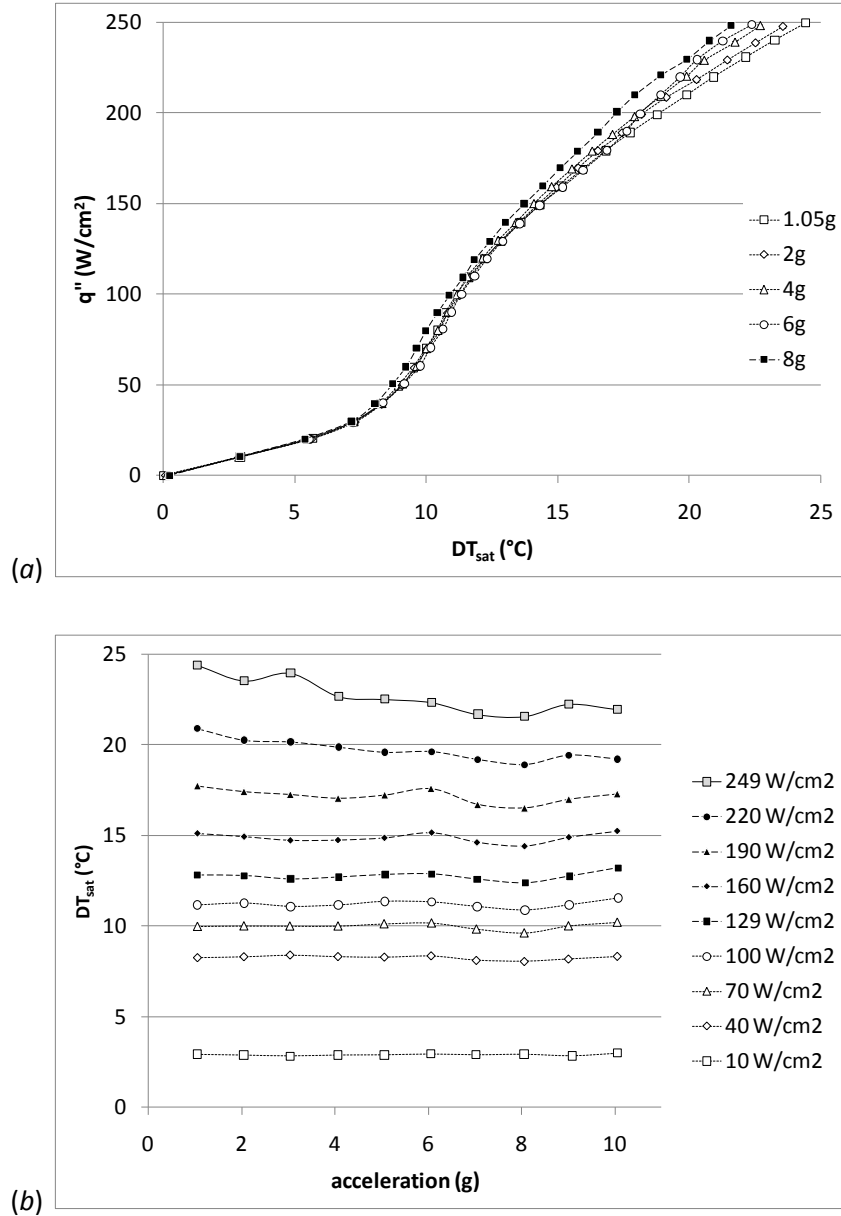 250
200
150
100
50
0
q" (W/cm²)
0 5 10 15 20 25
DTsat (°C)
1.05g
2g
4g
6g
8g
(a)
25
20
15
10
5
0
DTsat (°C)
0 2 4 6 8 10
acceleration (g)
249 W/cm2
220 W/cm2
190 W/cm2
160 W/cm2
129 W/cm2
100 W/cm2
70 W/cm2
40 W/cm2
10 W/cm2
(b)